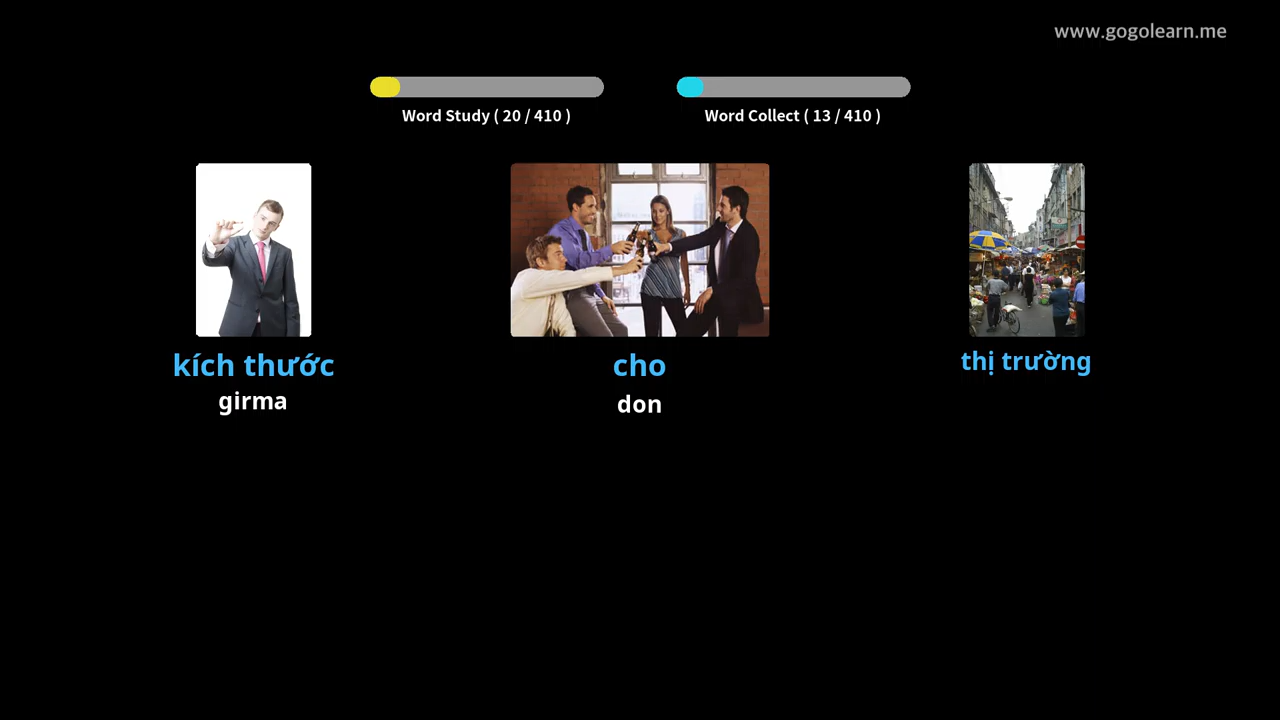 www.gogolearn.me
Word Study ( 20 / 410 )
Word Collect ( 13 / 410 )
kích thước
girma
cho
don
thị trường